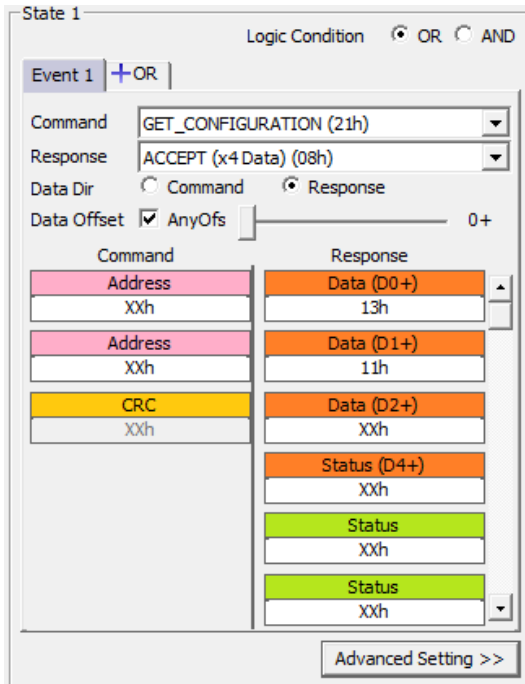 State 1
Logic Condition OR AND
Event 1 +OR
Command GET_CONFIGURATION (21h)
Response ACCEPT (x4 Data) (08h)
Data Dir Command Response
Data Offset AnyOfs 0+
Command Response
Address Data (D0+)
XXh 13h
Address Data (D1+)
XXh 11h
CRC Data (D2+)
XXh XXh
Status (D4+)
XXh
Status
XXh
Status
XXh
Advanced Setting >>